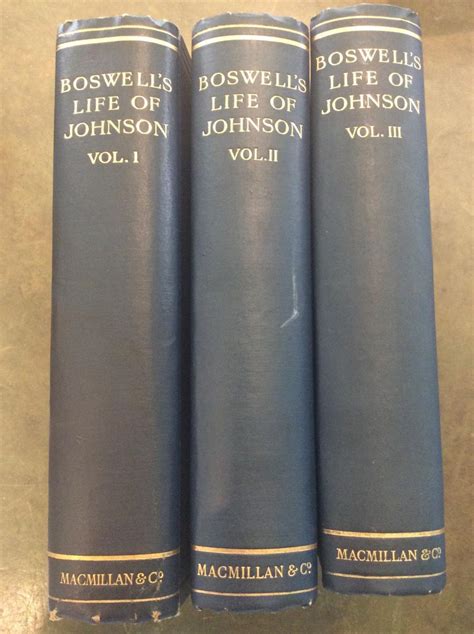 BOSWELL'S
LIFE OF
JOHNSON
VOL. I
MACMILLAN & Cº.
BOSWELL'S
LIFE OF
JOHNSON
VOL. II
MACMILLAN & Cº.
BOSWELL'S
LIFE OF
JOHNSON
VOL. III
MACMILLAN & Cº.